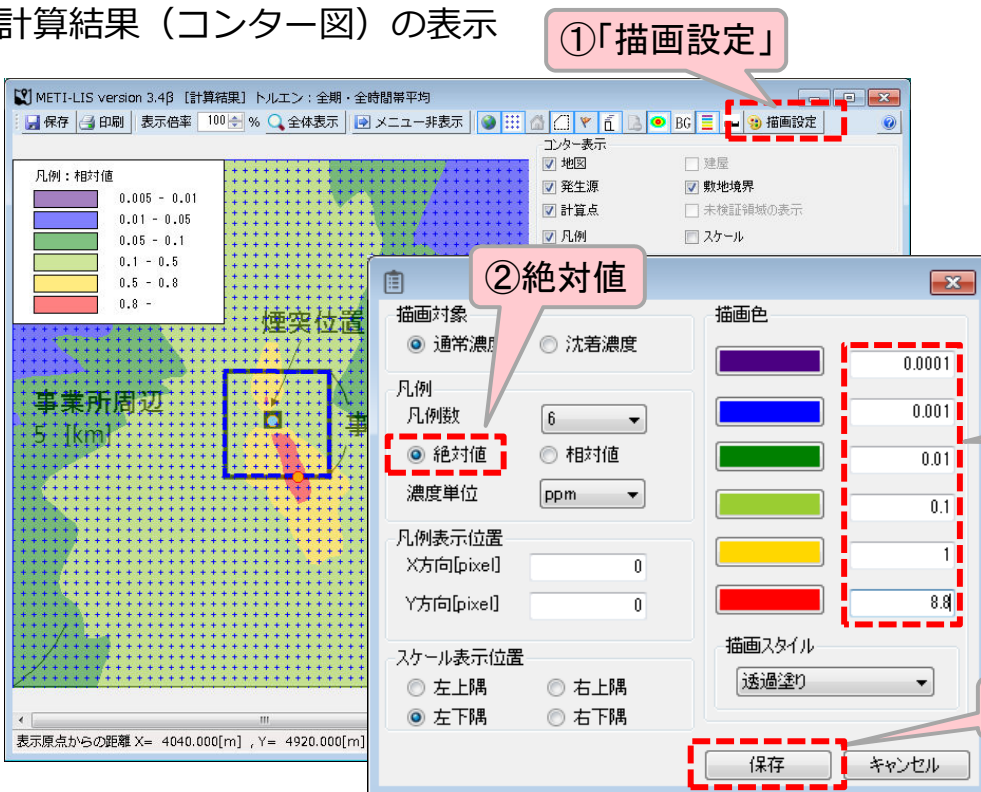 計算結果（コンター図）の表示
①「描画設定」
METI-LIS version 3.4β [計算結果] トルエン：全期・全時間帯平均
保存 印刷 表示倍率 100 % 全体表示 メニュー非表示 BG 描画設定
凡例：相対値
0.005 - 0.01
0.01 - 0.05
0.05 - 0.1
0.1 - 0.5
0.5 - 0.8
0.8 -
コンター表示
地図 建屋
発生源 敷地境界
計算点 未検証領域の表示
凡例 スケール
煙突位置
事業所周辺
5 [km]
事業
表示原点からの距離 X= 4040.000[m] , Y= 4920.000[m]
②絶対値
描画対象
通常濃度 沈着濃度
凡例
凡例数 6
絶対値 相対値
濃度単位 ppm
凡例表示位置
X方向[pixel] 0
Y方向[pixel] 0
スケール表示位置
左上隅 右上隅
左下隅 右下隅
描画色
0.0001
0.001
0.01
0.1
1
8.8
描画スタイル
透過塗り
保存 キャンセル